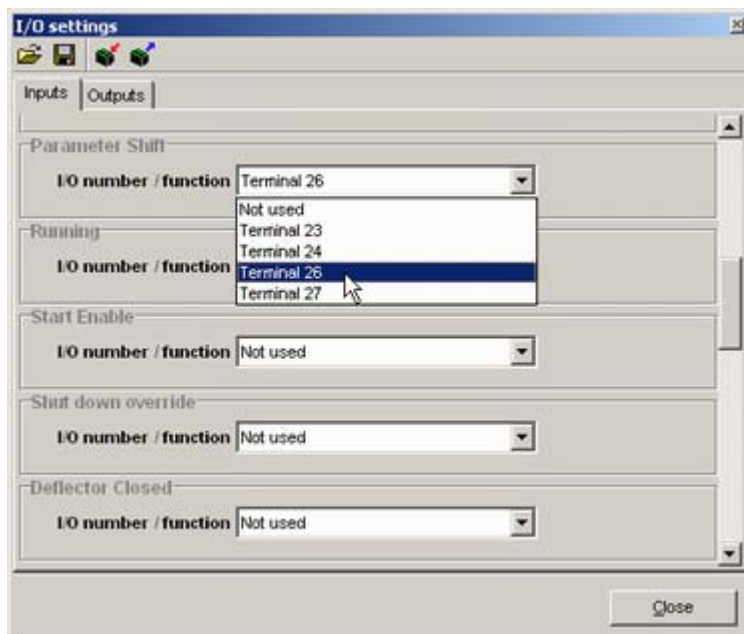 I/O settings
Inputs Outputs
Parameter Shift
I/O number / function Terminal 26
Not used
Terminal 23
Running
Terminal 24
I/O number / function Terminal 26
Terminal 27
Start Enable
I/O number / function Not used
Shut down override
I/O number / function Not used
Deflector Closed
I/O number / function Not used
Close